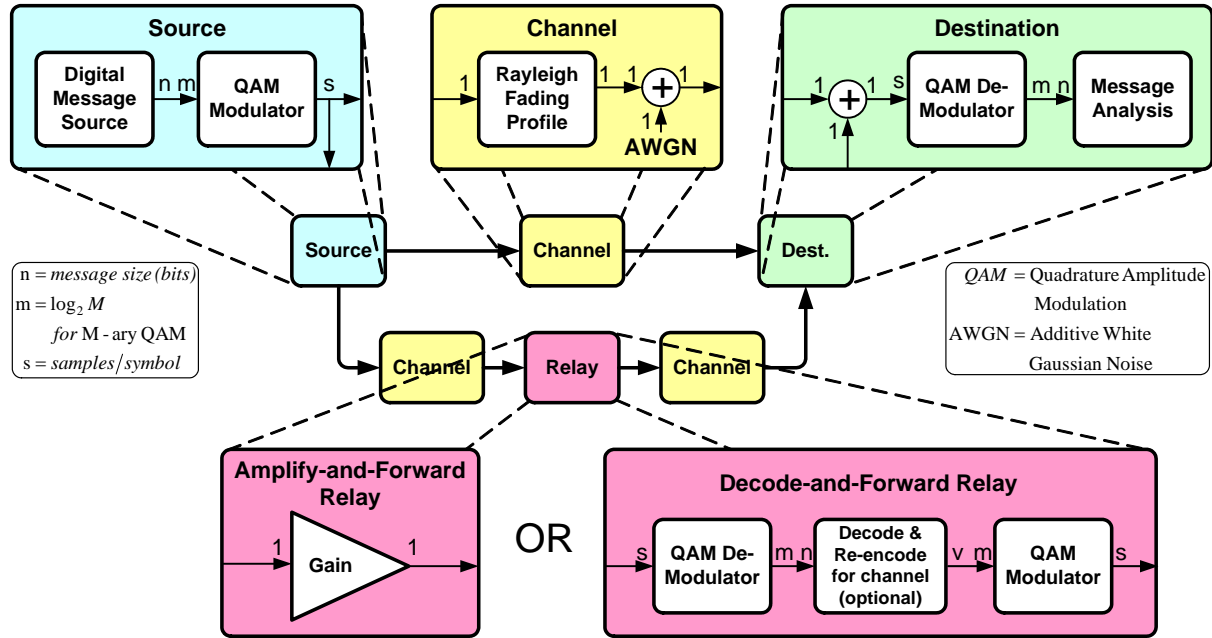 Source
Digital
Message
Source
n m
QAM
Modulator
s
Channel
1
Rayleigh
Fading
Profile
1 1 1
1
AWGN
Destination
1 1 s
1
QAM De-
Modulator
m n
Message
Analysis
Source
Channel
Dest.
n = message size (bits)
m = log2 M
for M - ary QAM
s = samples/symbol
QAM = Quadrature Amplitude
Modulation
AWGN = Additive White
Gaussian Noise
Channel
Relay
Channel
Amplify-and-Forward
Relay
1
Gain
1
OR
Decode-and-Forward Relay
s
QAM De-
Modulator
m n
Decode &
Re-encode
for channel
(optional)
v m
QAM
Modulator
s